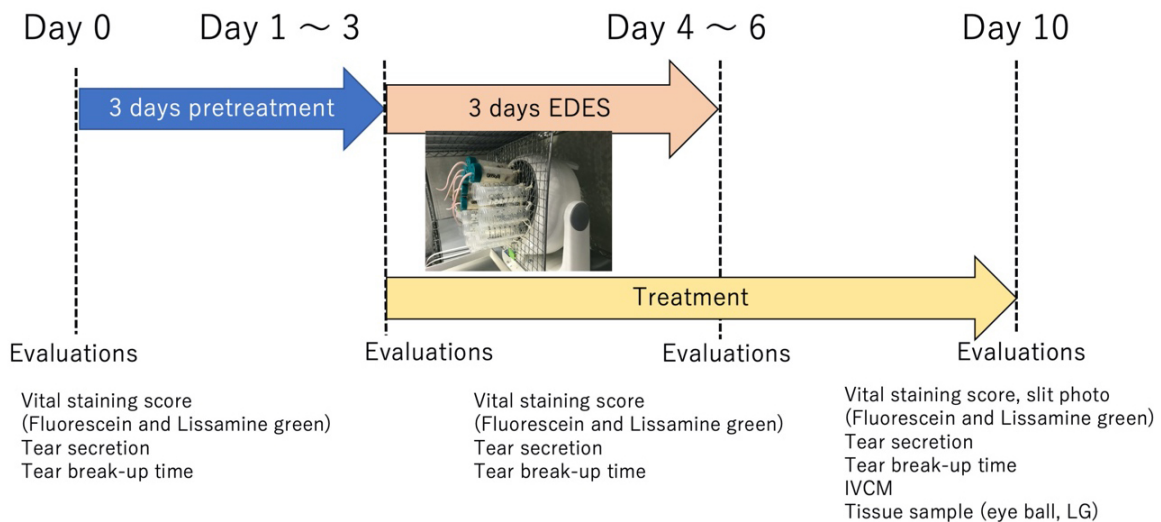 Day 0
Day 1 ～ 3
Day 4 ～ 6
Day 10
3 days pretreatment
3 days EDES
Treatment
Evaluations
Evaluations
Evaluations
Evaluations
Vital staining score
(Fluorescein and Lissamine green)
Tear secretion
Tear break-up time
Vital staining score
(Fluorescein and Lissamine green)
Tear secretion
Tear break-up time
Vital staining score, slit photo
(Fluorescein and Lissamine green)
Tear secretion
Tear break-up time
IVCM
Tissue sample (eye ball, LG)